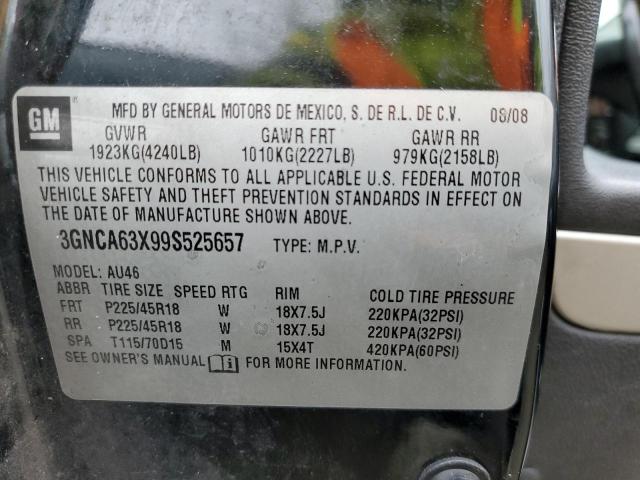 GM
MFD BY GENERAL MOTORS DE MEXICO, S. DE R.L. DE C.V. 08/08
GVWR GAWR FRT GAWR RR
1923KG(4240LB) 1010KG(2227LB) 979KG(2158LB)
THIS VEHICLE CONFORMS TO ALL APPLICABLE U.S. FEDERAL MOTOR
VEHICLE SAFETY AND THEFT PREVENTION STANDARDS IN EFFECT ON
THE DATE OF MANUFACTURE SHOWN ABOVE.
3GNCA63X99S525657 TYPE: M.P.V.
MODEL: AU46
ABBR TIRE SIZE SPEED RTG RIM COLD TIRE PRESSURE
FRT P225/45R18 W 18X7.5J 220KPA(32PSI)
RR P225/45R18 W 18X7.5J 220KPA(32PSI)
SPA T115/70D15 M 15X4T 420KPA(60PSI)
SEE OWNER'S MANUAL FOR MORE INFORMATION.